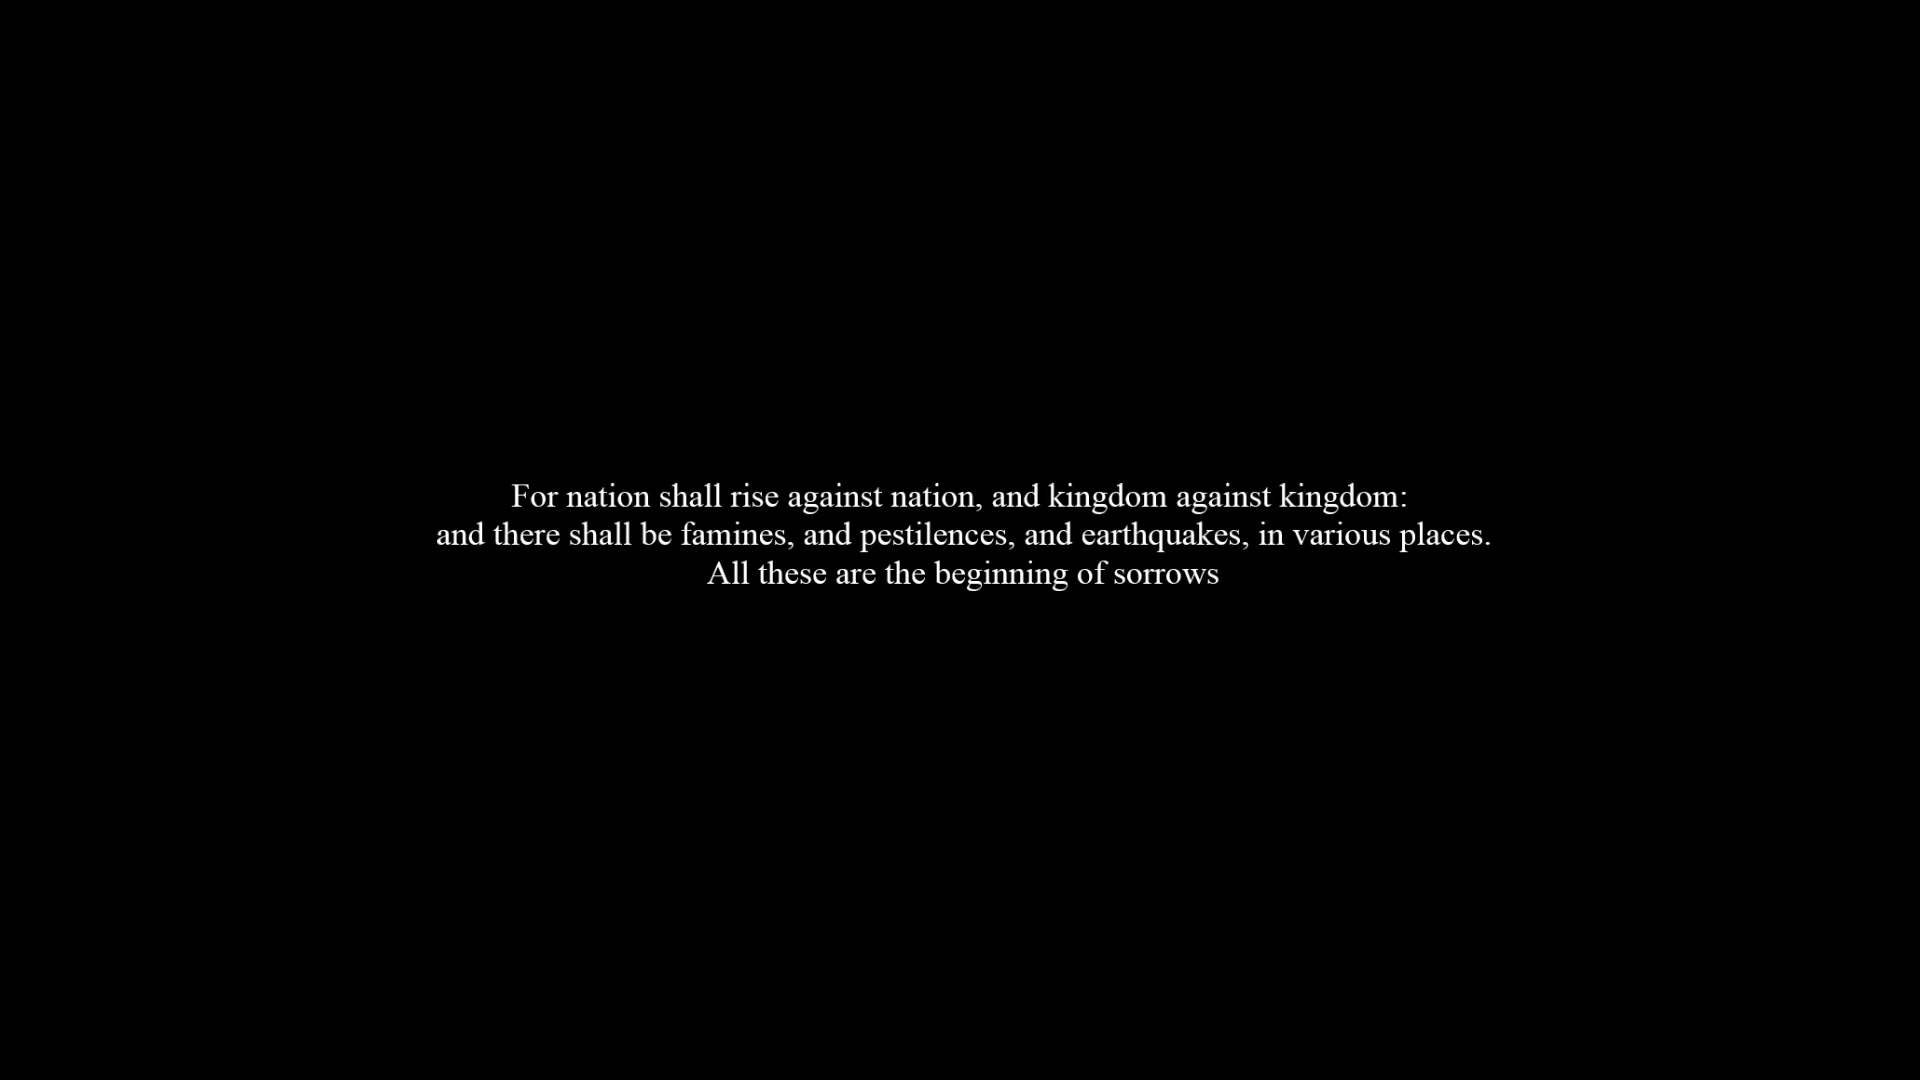 For nation shall rise against nation, and kingdom against kingdom:
and there shall be famines, and pestilences, and earthquakes, in various places.
All these are the beginning of sorrows